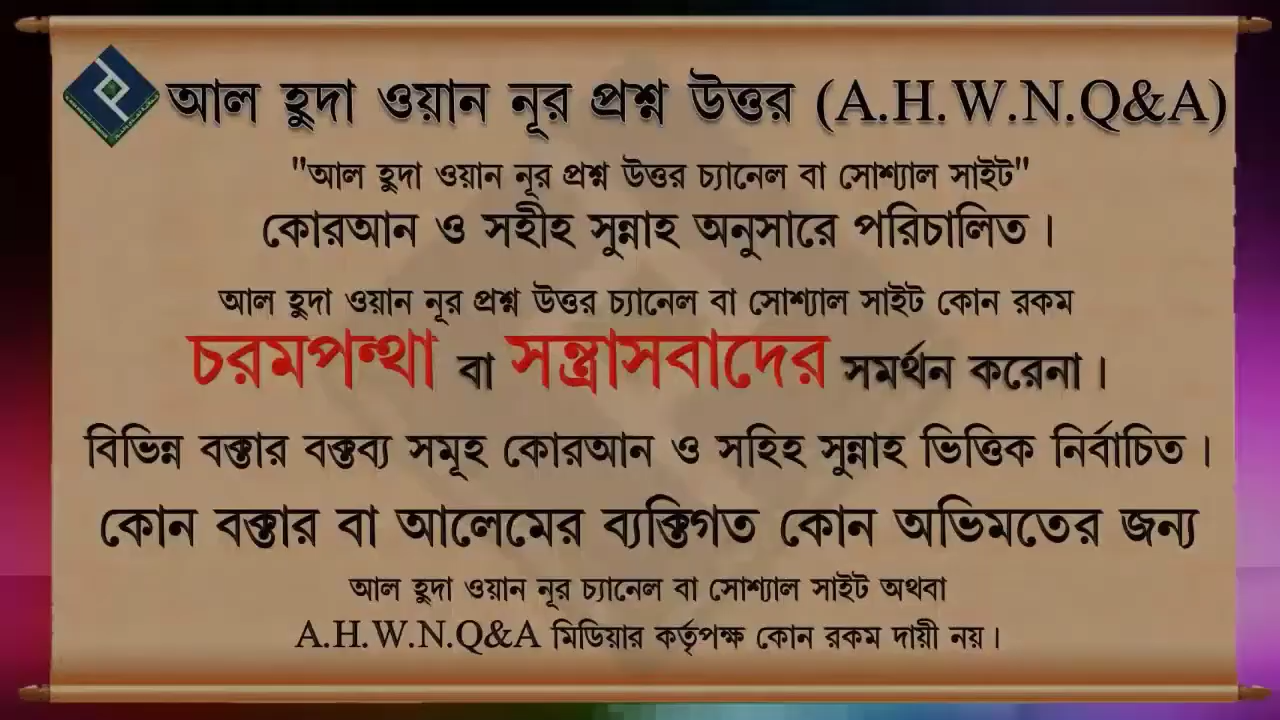 আল হুদা ওয়ান নূর প্রশ্ন উত্তর (A.H.W.N.Q&A)
"আল হুদা ওয়ান নূর প্রশ্ন উত্তর চ্যানেল বা সোশ্যাল সাইট"
কোরআন ও সহীহ সুন্নাহ অনুসারে পরিচালিত।
আল হুদা ওয়ান নূর প্রশ্ন উত্তর চ্যানেল বা সোশ্যাল সাইট কোন রকম
চরমপন্থা বা সন্ত্রাসবাদের সমর্থন করেনা।
বিভিন্ন বক্তার বক্তব্য সমূহ কোরআন ও সহিহ সুন্নাহ ভিত্তিক নির্বাচিত।
কোন বক্তার বা আলেমের ব্যক্তিগত কোন অভিমতের জন্য
আল হুদা ওয়ান নূর চ্যানেল বা সোশ্যাল সাইট অথবা
A.H.W.N.Q&A মিডিয়ার কর্তৃপক্ষ কোন রকম দায়ী নয়।